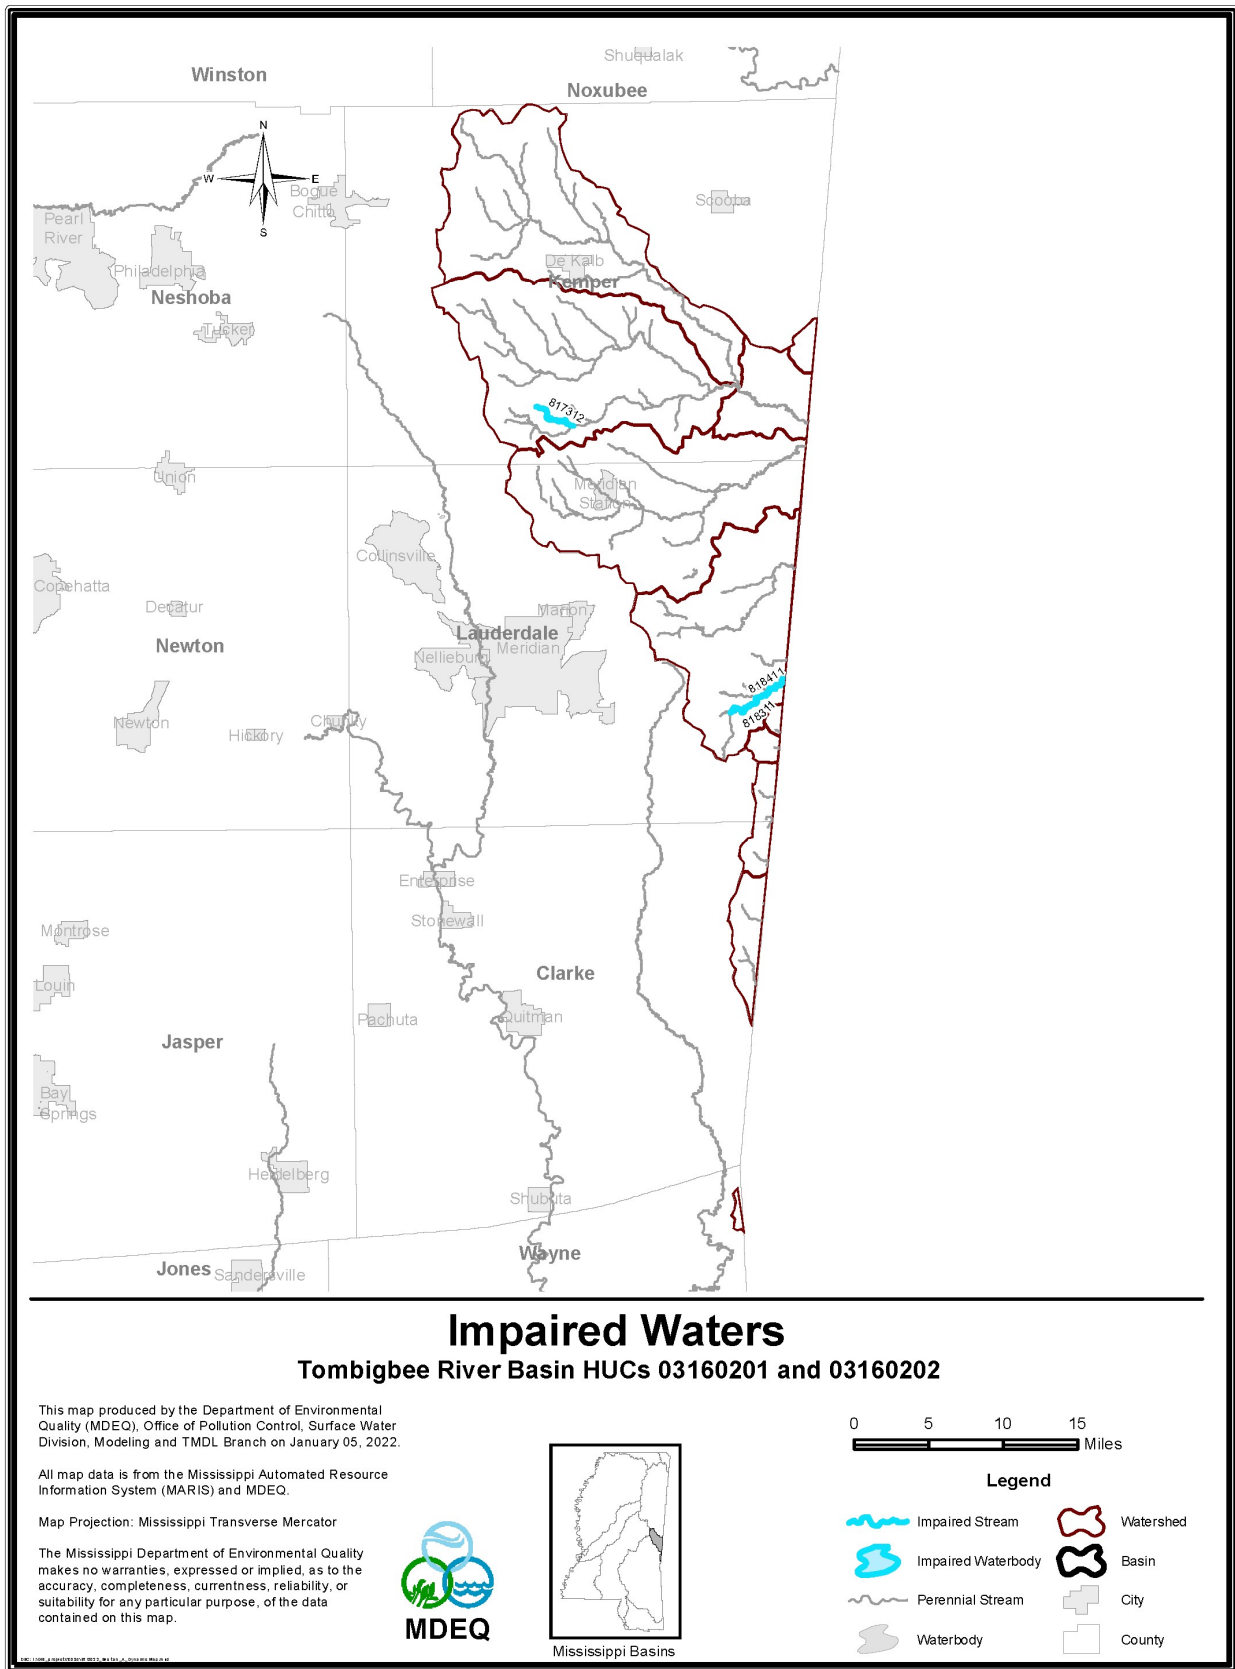 Shuqualak
Winston
Noxubee
N
W
E
S
Bogue
Chitto
Scooba
Pearl
River
Philadelphia
De Kalb
Kemper
Neshoba
Tucker
817312
Union
Meridian
Station
Collinsville
Copehatta
Decatur
Marion
Lauderdale
Newton
Meridian
Nellieburg
818411
818311
Newton
Hickory
Chunky
Enterprise
Stonewall
Montrose
Clarke
Louin
Pachuta
Quitman
Jasper
Bay
Springs
Heidelberg
Shubuta
Wayne
Jones
Sandersville
Impaired Waters
Tombigbee River Basin HUCs 03160201 and 03160202
This map produced by the Department of Environmental
Quality (MDEQ), Office of Pollution Control, Surface Water
Division, Modeling and TMDL Branch on January 05, 2022.
All map data is from the Mississippi Automated Resource
Information System (MARIS) and MDEQ.
Map Projection: Mississippi Transverse Mercator
The Mississippi Department of Environmental Quality
makes no warranties, expressed or implied, as to the
accuracy, completeness, currentness, reliability, or
suitability for any particular purpose, of the data
contained on this map.
MDEQ
Mississippi Basins
0 5 10 15
Miles
Legend
Impaired Stream
Watershed
Impaired Waterbody
Basin
Perennial Stream
City
Waterbody
County